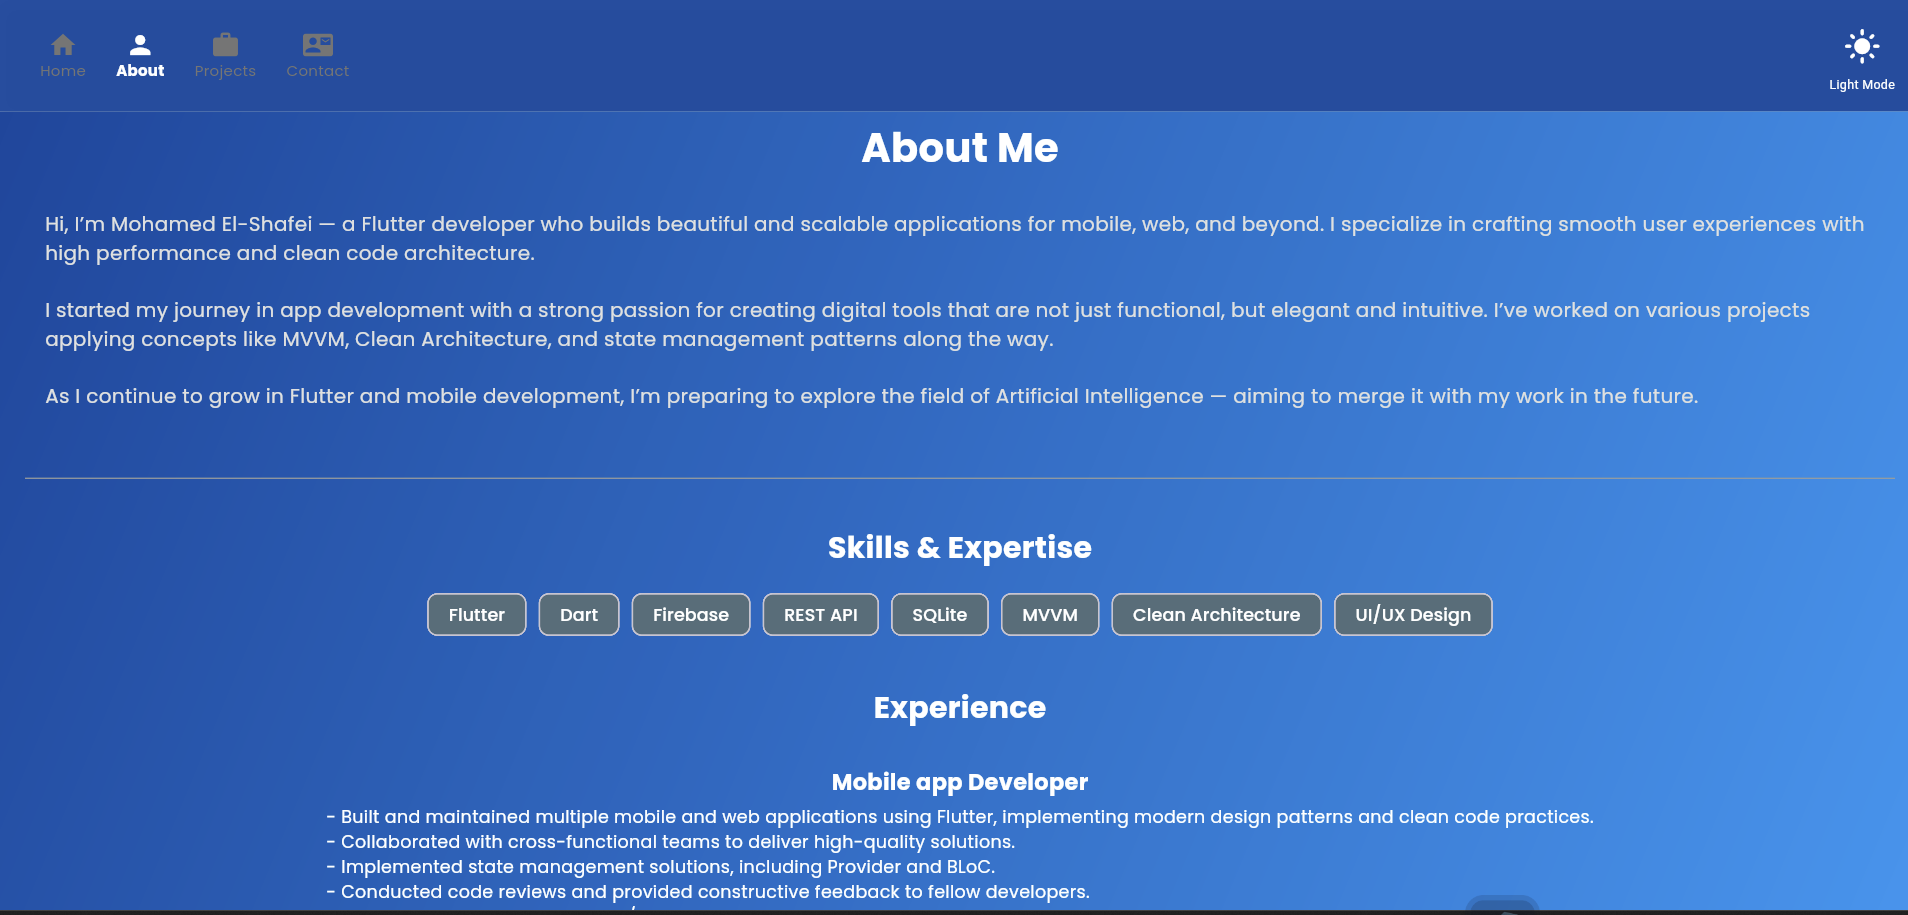 Home
About
Projects
Contact
Light Mode
About Me
Hi, I’m Mohamed El-Shafei — a Flutter developer who builds beautiful and scalable applications for mobile, web, and beyond. I specialize in crafting smooth user experiences with
high performance and clean code architecture.
I started my journey in app development with a strong passion for creating digital tools that are not just functional, but elegant and intuitive. I’ve worked on various projects
applying concepts like MVVM, Clean Architecture, and state management patterns along the way.
As I continue to grow in Flutter and mobile development, I’m preparing to explore the field of Artificial Intelligence — aiming to merge it with my work in the future.
Skills & Expertise
Flutter
Dart
Firebase
REST API
SQLite
MVVM
Clean Architecture
UI/UX Design
Experience
Mobile app Developer
- Built and maintained multiple mobile and web applications using Flutter, implementing modern design patterns and clean code practices.
- Collaborated with cross-functional teams to deliver high-quality solutions.
- Implemented state management solutions, including Provider and BLoC.
- Conducted code reviews and provided constructive feedback to fellow developers.